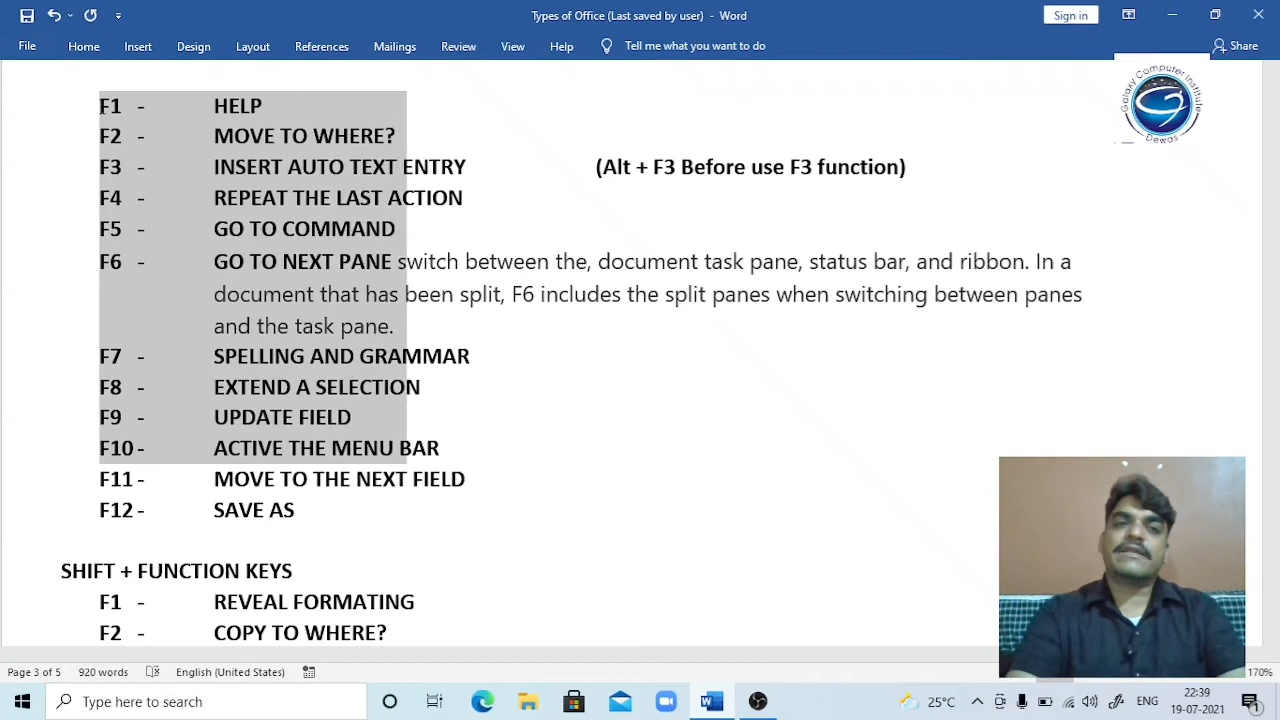 Types of Office (Alt saved by user) - Word
Sign in
File Home Insert Design Layout References Mailings Review View Help Tell me what you want to do Share
Galaxy Computer Institute
Dewas
F1 - HELP
F2 - MOVE TO WHERE?
F3 - INSERT AUTO TEXT ENTRY (Alt + F3 Before use F3 function)
F4 - REPEAT THE LAST ACTION
F5 - GO TO COMMAND
F6 - GO TO NEXT PANE switch between the, document task pane, status bar, and ribbon. In a
document that has been split, F6 includes the split panes when switching between panes
and the task pane.
F7 - SPELLING AND GRAMMAR
F8 - EXTEND A SELECTION
F9 - UPDATE FIELD
F10 - ACTIVE THE MENU BAR
F11 - MOVE TO THE NEXT FIELD
F12 - SAVE AS
SHIFT + FUNCTION KEYS
F1 - REVEAL FORMATING
F2 - COPY TO WHERE?
Page 3 of 5 920 words English (United States) 170%
Type here to search
25°C
22:39
19-07-2021
1